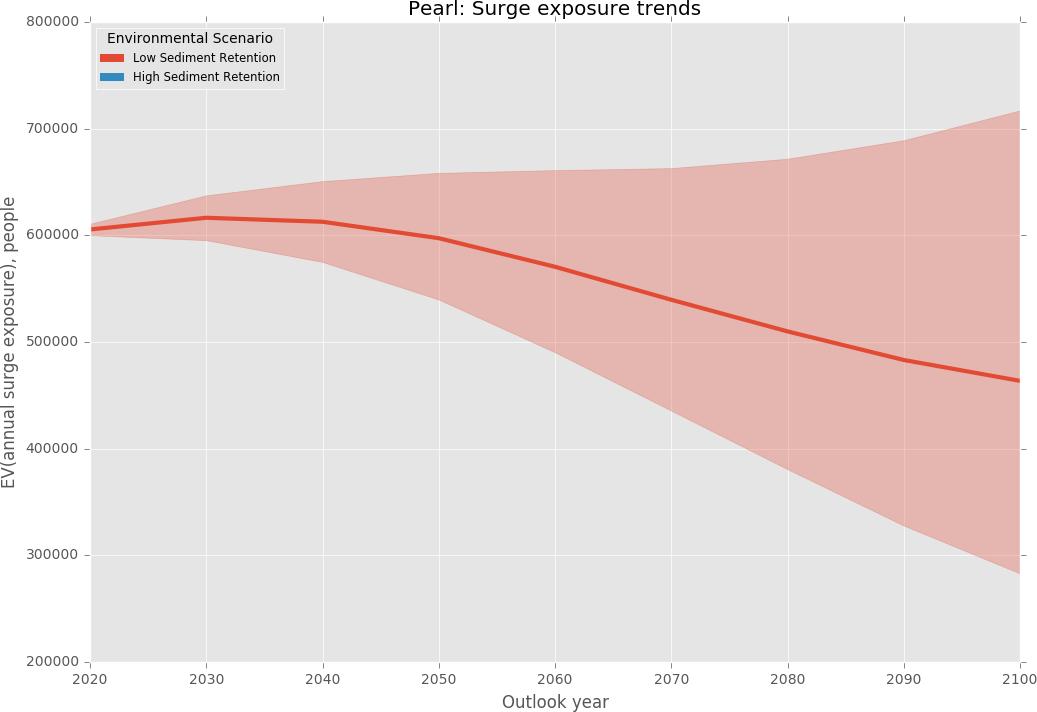 Pearl: Surge exposure trends
Environmental Scenario
Low Sediment Retention
High Sediment Retention
EV(annual surge exposure), people
800000
700000
600000
500000
400000
300000
200000
2020 2030 2040 2050 2060 2070 2080 2090 2100
Outlook year